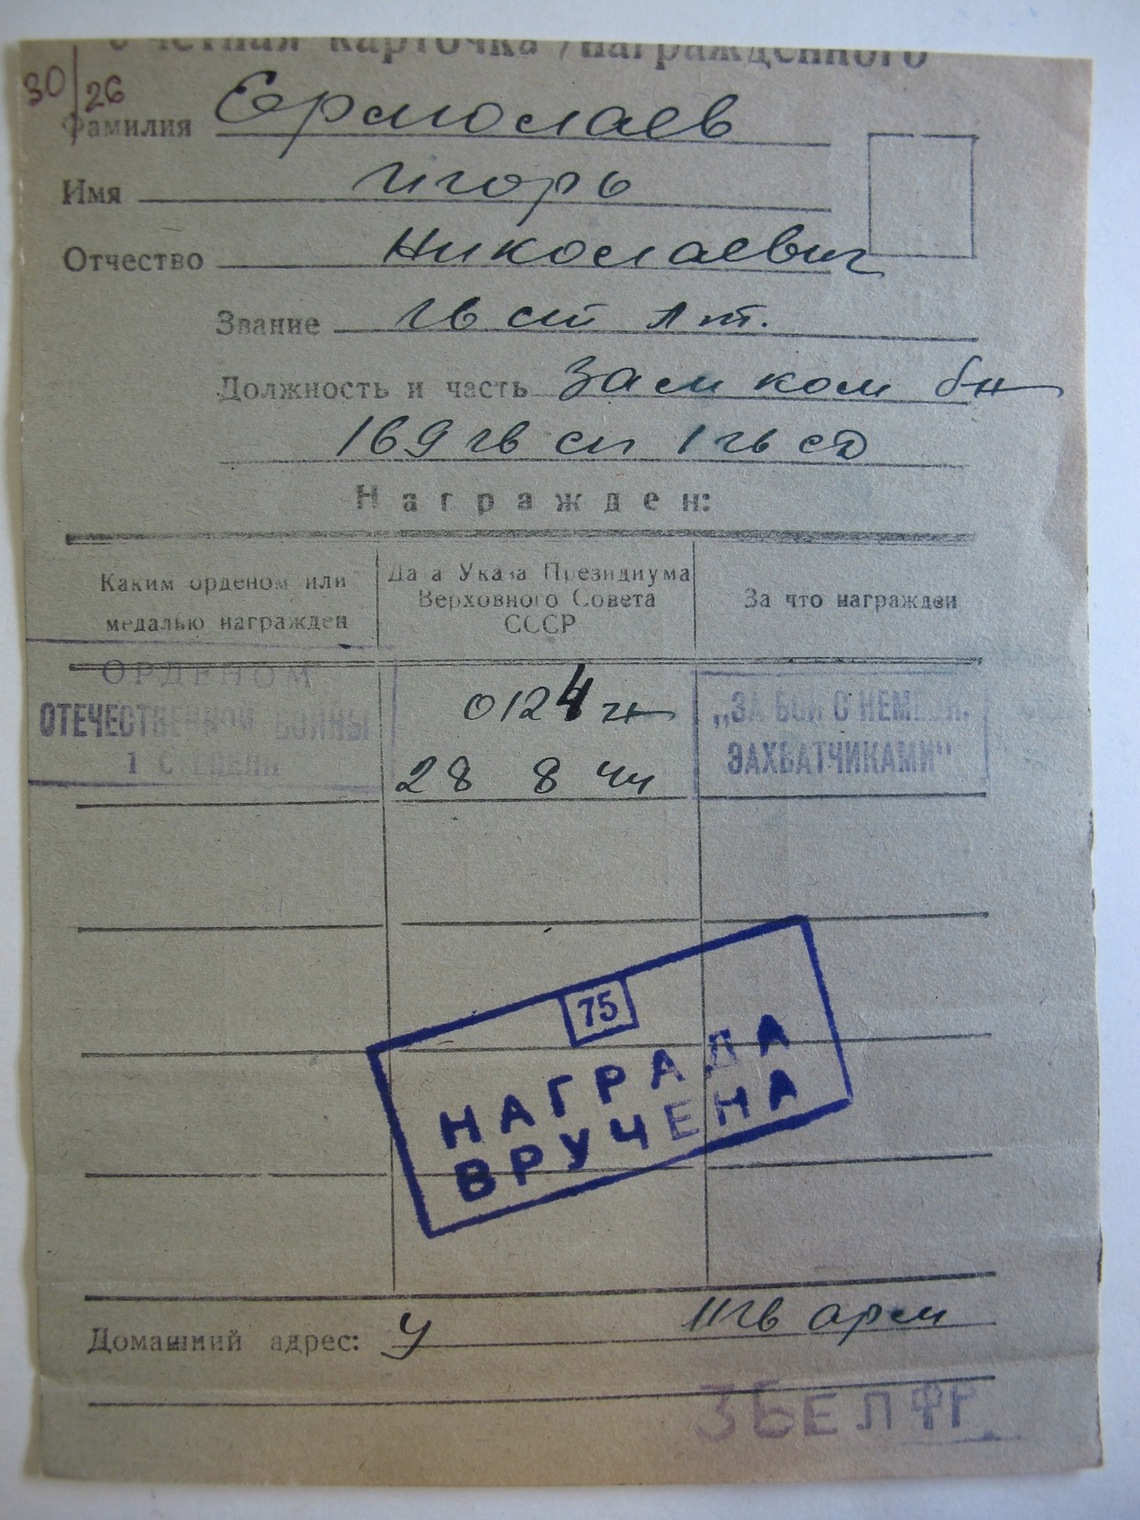 Учетная карточка /награжденного
30/26
Фамилия Ермолаев
Имя Игорь
Отчество Николаевич
Звание гв ст лт.
Должность и часть зам ком бн
169 гв сп 1 гв сд
Награжден:
Каким орденом или медалью награжден
Дата Указа Президиума Верховного Совета СССР
За что награжден
ОРДЕНОМ
ОТЕЧЕСТВЕННОЙ ВОЙНЫ
1 СТЕПЕНИ
0124 н
28 8 44
„ЗА БОИ С НЕМЕЦК.
ЗАХВАТЧИКАМИ“
75
НАГРАДА
ВРУЧЕНА
Домашний адрес: У 11 гв арм
3 БЕЛ ФР.